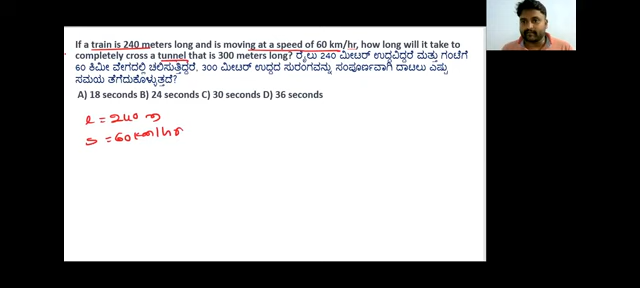 If a train is 240 meters long and is moving at a speed of 60 km/hr, how long will it take to
completely cross a tunnel that is 300 meters long? ರೈಲು 240 ಮೀಟರ್ ಉದ್ದವಿದ್ದರೆ ಮತ್ತು ಗಂಟೆಗೆ
60 ಕಿಮೀ ವೇಗದಲ್ಲಿ ಚಲಿಸುತ್ತಿದ್ದರೆ, 300 ಮೀಟರ್ ಉದ್ದದ ಸುರಂಗವನ್ನು ಸಂಪೂರ್ಣವಾಗಿ ದಾಟಲು ಎಷ್ಟು
ಸಮಯ ತೆಗೆದುಕೊಳ್ಳುತ್ತದೆ?
A) 18 seconds B) 24 seconds C) 30 seconds D) 36 seconds
l = 240 m
s = 60 km/hr